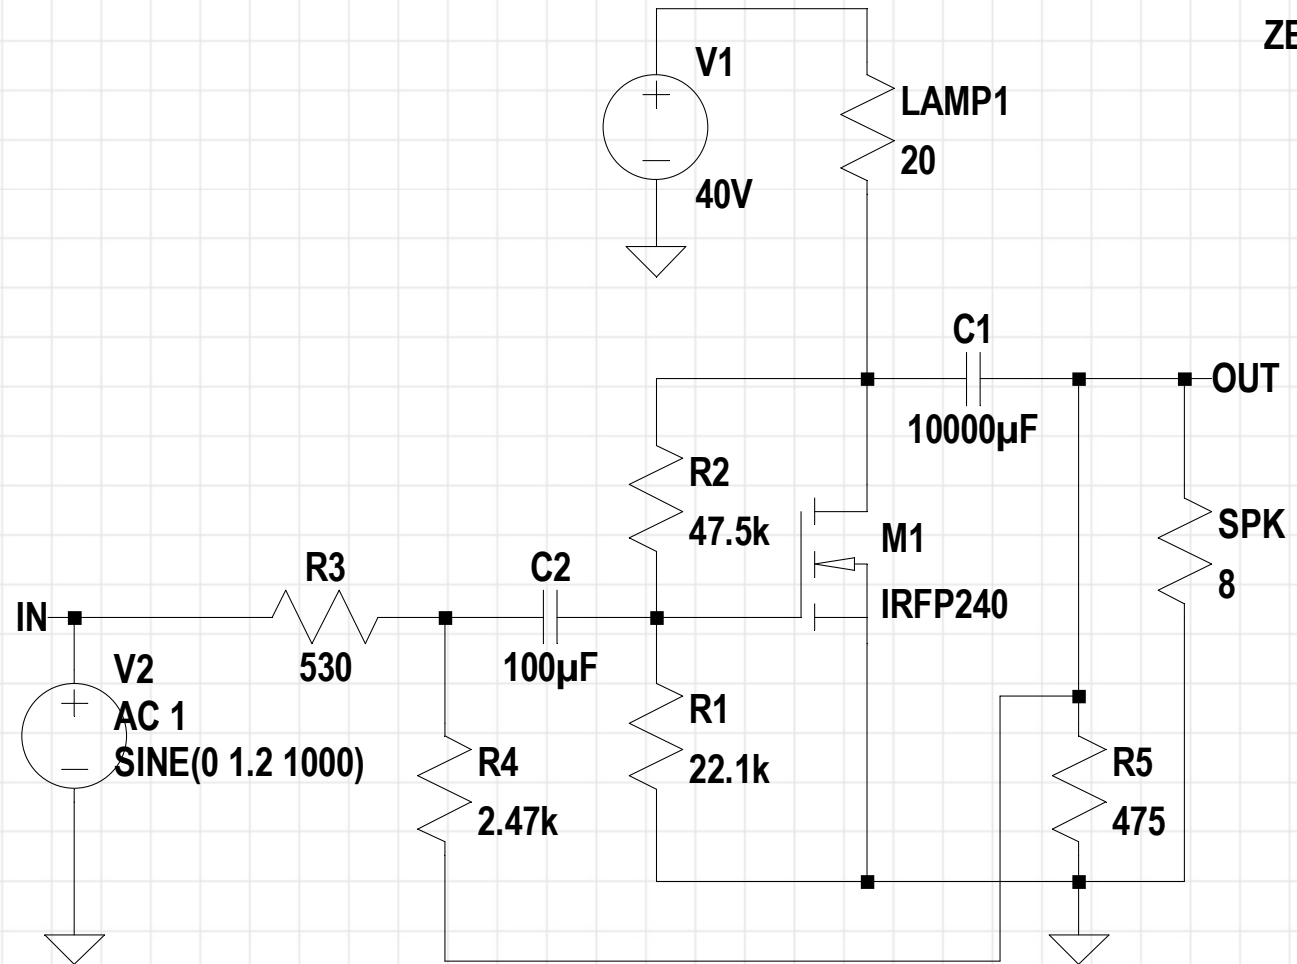 ZE
V1
LAMP1
20
40V
C1
OUT
10000µF
R2
47.5k
SPK
8
M1
IRFP240
R3
C2
IN
530
100µF
V2
AC 1
SINE(0 1.2 1000)
R1
22.1k
R4
2.47k
R5
475